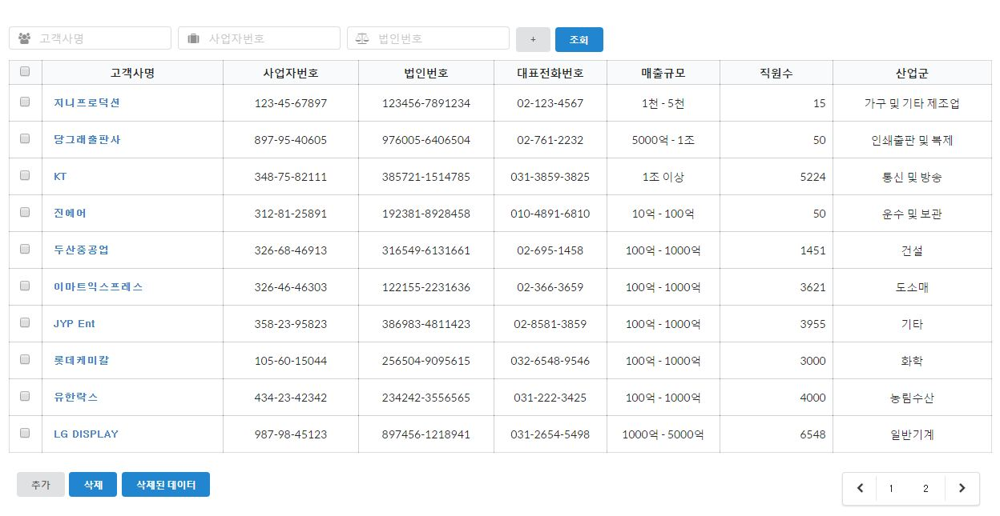 고객사명 사업자번호 법인번호 + 조회
고객사명 사업자번호 법인번호 대표전화번호 매출규모 직원수 산업군
지니프로덕션 123-45-67897 123456-7891234 02-123-4567 1천 - 5천 15 가구 및 기타 제조업
당그래출판사 897-95-40605 976005-6406504 02-761-2232 5000억 - 1조 50 인쇄출판 및 복제
KT 348-75-82111 385721-1514785 031-3859-3825 1조 이상 5224 통신 및 방송
진에어 312-81-25891 192381-8928458 010-4891-6810 10억 - 100억 50 운수 및 보관
두산중공업 326-68-46913 316549-6131661 02-695-1458 100억 - 1000억 1451 건설
이마트익스프레스 326-46-46303 122155-2231636 02-366-3659 100억 - 1000억 3621 도소매
JYP Ent 358-23-95823 386983-4811423 02-8581-3859 100억 - 1000억 3955 기타
롯데케미칼 105-60-15044 256504-9095615 032-6548-9546 100억 - 1000억 3000 화학
유한락스 434-23-42342 234242-3556565 031-222-3425 100억 - 1000억 4000 농림수산
LG DISPLAY 987-98-45123 897456-1218941 031-2654-5498 1000억 - 5000억 6548 일반기계
추가 삭제 삭제된 데이터 1 2